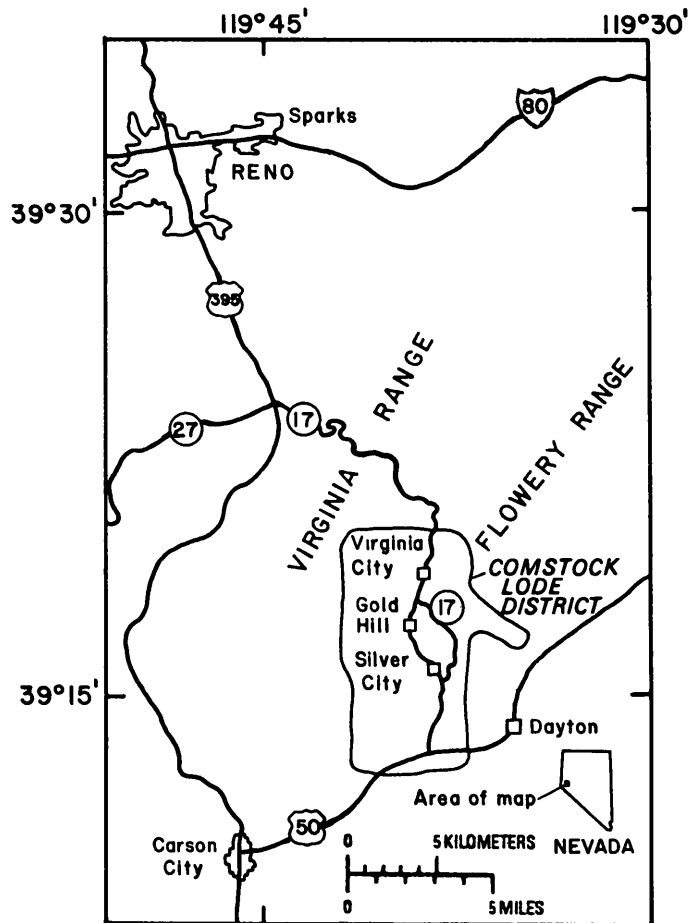 119°45' 119°30'
80
Sparks
RENO
39°30'
395
VIRGINIA RANGE
FLOWERY RANGE
27
17
Virginia
City
COMSTOCK
LODE
DISTRICT
Gold
Hill
17
Silver
City
39°15'
Dayton
Area of map
NEVADA
50
Carson
City
0 5 KILOMETERS
0 5 MILES